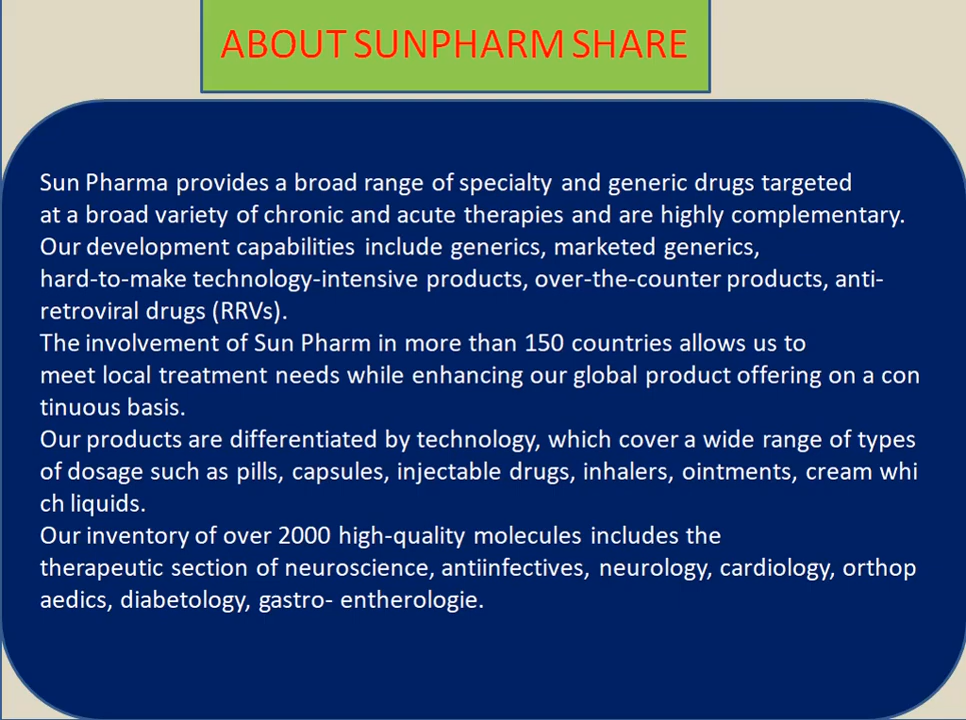 ABOUT SUNPHARM SHARE
Sun Pharma provides a broad range of specialty and generic drugs targeted
at a broad variety of chronic and acute therapies and are highly complementary.
Our development capabilities include generics, marketed generics,
hard-to-make technology-intensive products, over-the-counter products, anti-
retroviral drugs (RRVs).
The involvement of Sun Pharm in more than 150 countries allows us to
meet local treatment needs while enhancing our global product offering on a con
tinuous basis.
Our products are differentiated by technology, which cover a wide range of types
of dosage such as pills, capsules, injectable drugs, inhalers, ointments, cream whi
ch liquids.
Our inventory of over 2000 high-quality molecules includes the
therapeutic section of neuroscience, antiinfectives, neurology, cardiology, orthop
aedics, diabetology, gastro- entherologie.